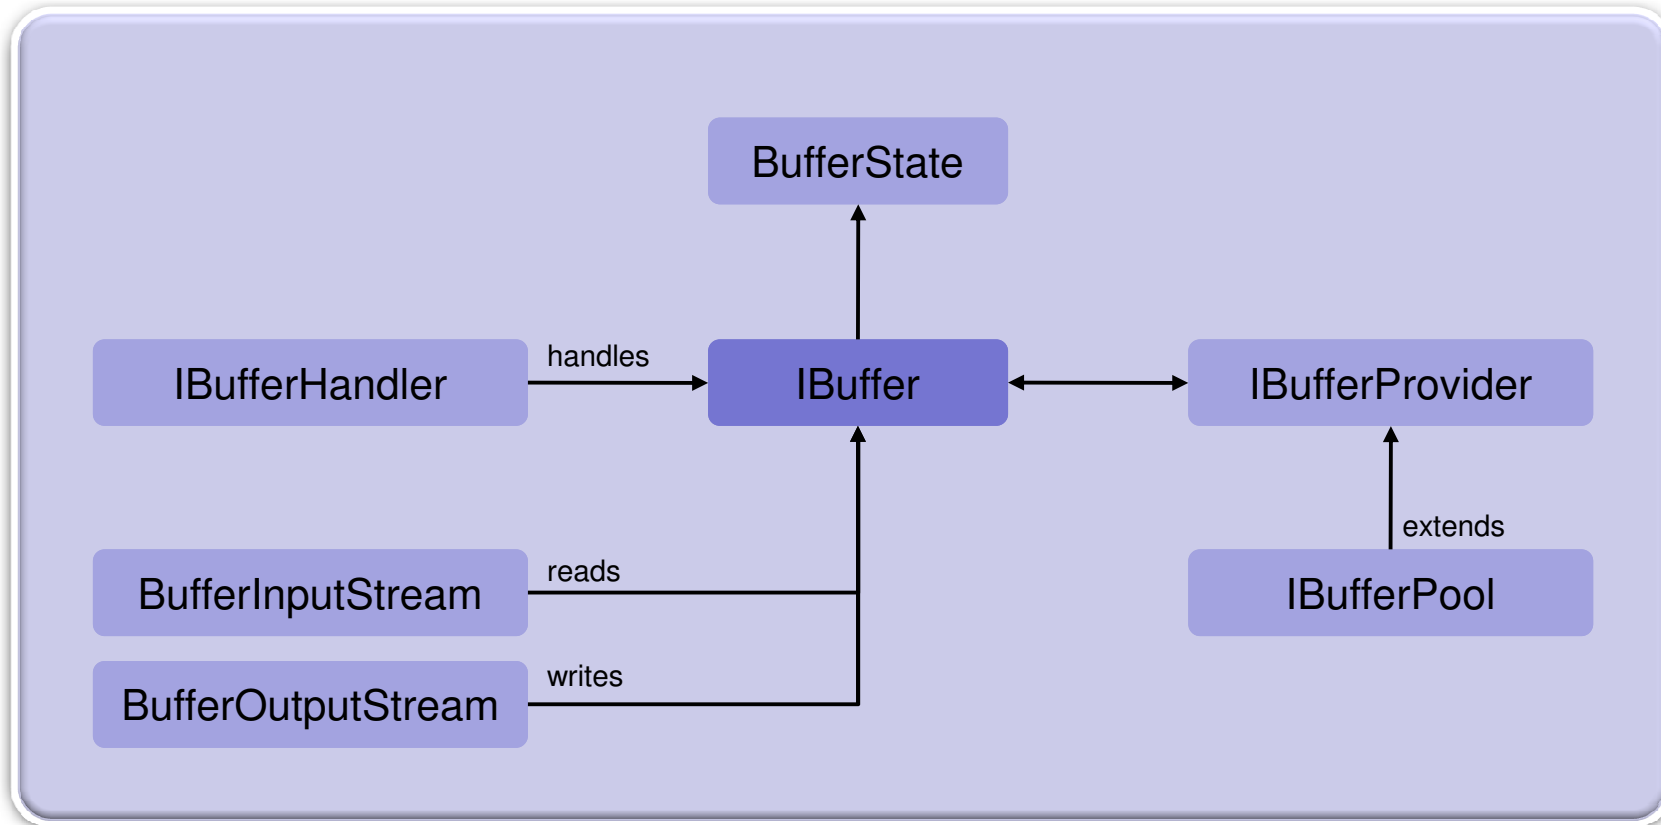 BufferState
IBufferHandler
handles
IBuffer
IBufferProvider
extends
BufferInputStream
reads
IBufferPool
BufferOutputStream
writes